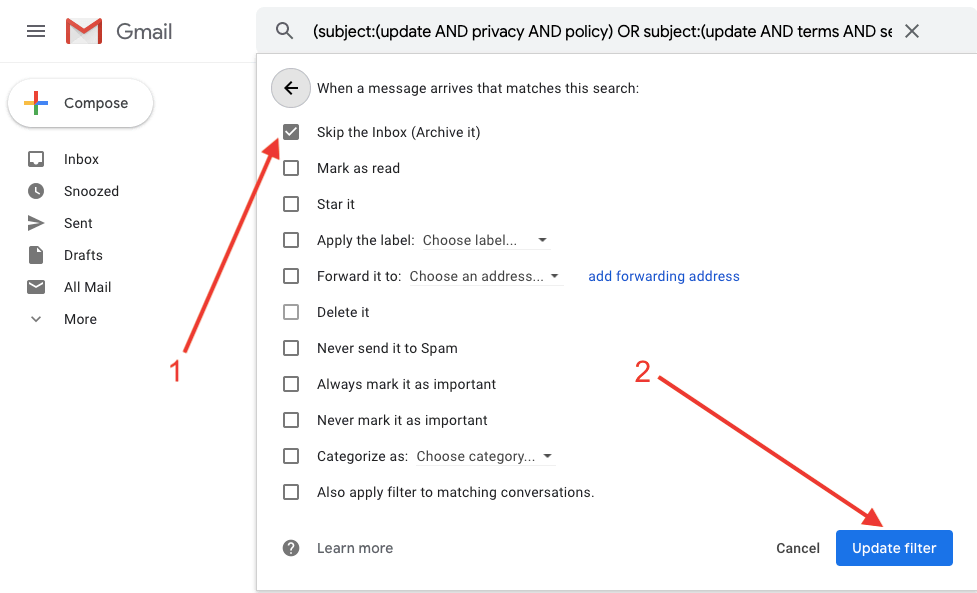 Gmail
(subject:(update AND privacy AND policy) OR subject:(update AND terms AND se
Compose
Inbox
Snoozed
Sent
Drafts
All Mail
More
When a message arrives that matches this search:
Skip the Inbox (Archive it)
Mark as read
Star it
Apply the label: Choose label...
Forward it to: Choose an address... add forwarding address
Delete it
Never send it to Spam
Always mark it as important
Never mark it as important
Categorize as: Choose category...
Also apply filter to matching conversations.
1
2
? Learn more
Cancel
Update filter